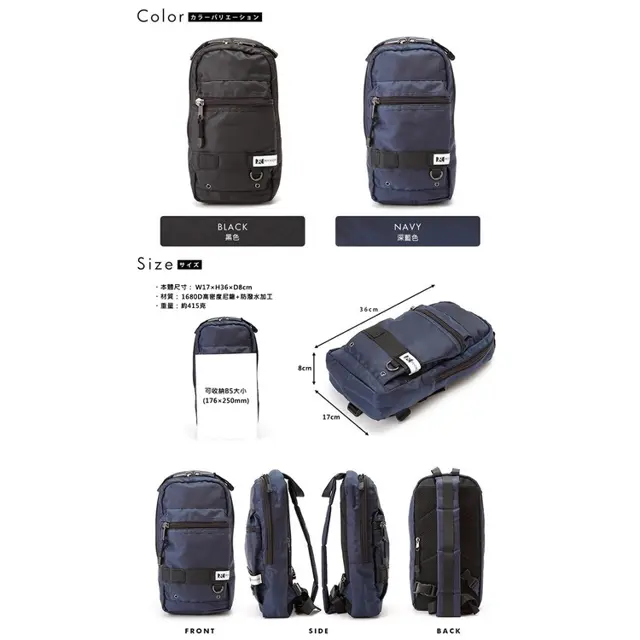 Color カラーバリエーション
BLACK
黒色
NAVY
深藍色
Size サイズ
・本體尺寸： W17×H36×D8cm
・材質：1680D高密度尼龍+防潑水加工
・重量：約415克
36cm
8cm
17cm
可收納B5大小
(176×250mm)
FRONT
SIDE
BACK